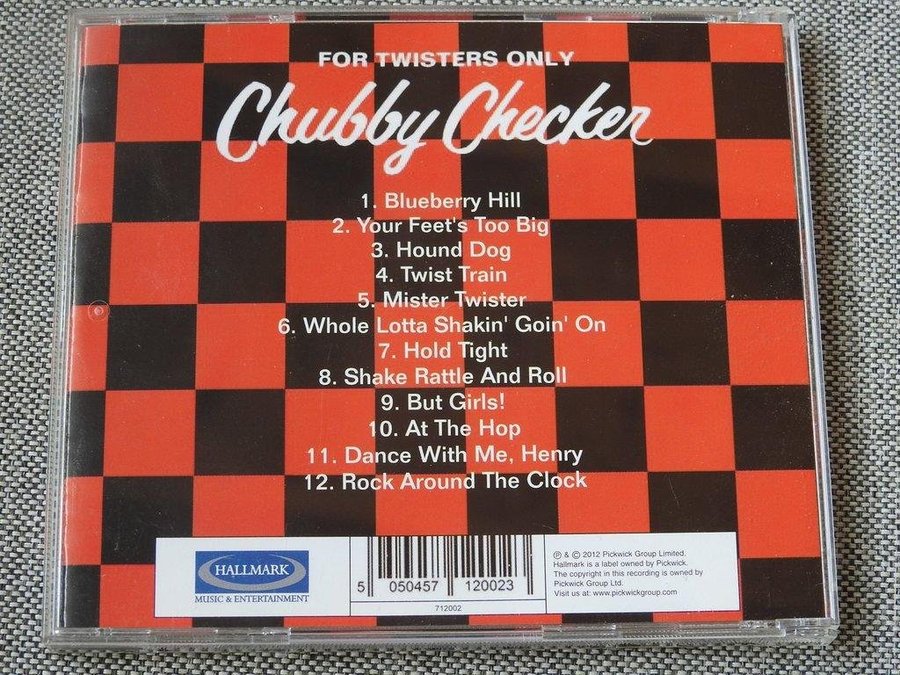 FOR TWISTERS ONLY
Chubby Checker
1. Blueberry Hill
2. Your Feet's Too Big
3. Hound Dog
4. Twist Train
5. Mister Twister
6. Whole Lotta Shakin' Goin' On
7. Hold Tight
8. Shake Rattle And Roll
9. But Girls!
10. At The Hop
11. Dance With Me, Henry
12. Rock Around The Clock
HALLMARK
MUSIC & ENTERTAINMENT
5 050457 120023
712002
℗ & © 2012 Pickwick Group Limited.
Hallmark is a label owned by Pickwick.
The copyright in this recording is owned by
Pickwick Group Ltd.
Visit us at: www.pickwickgroup.com